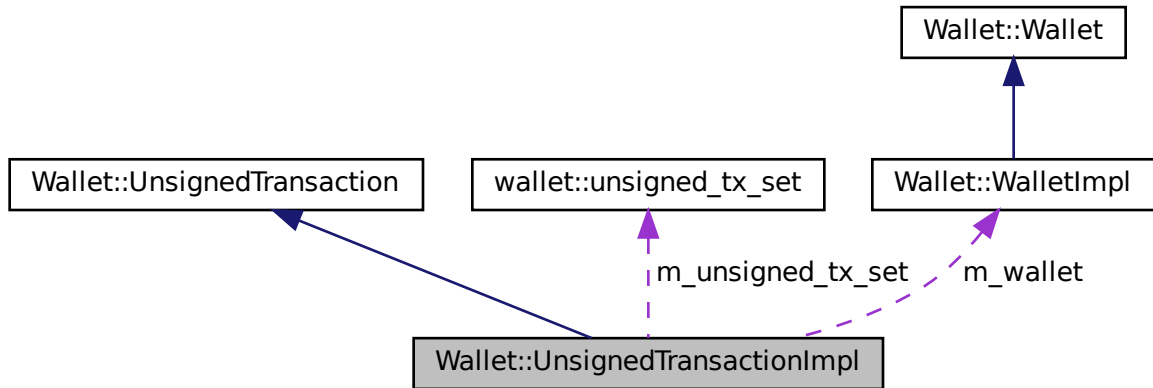 Wallet::Wallet
Wallet::UnsignedTransaction
wallet::unsigned_tx_set
Wallet::WalletImpl
m_unsigned_tx_set
m_wallet
Wallet::UnsignedTransactionImpl